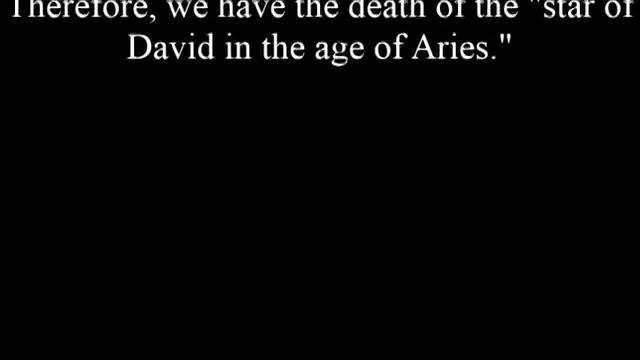 Therefore, we have the death of the "star of
David in the age of Aries."